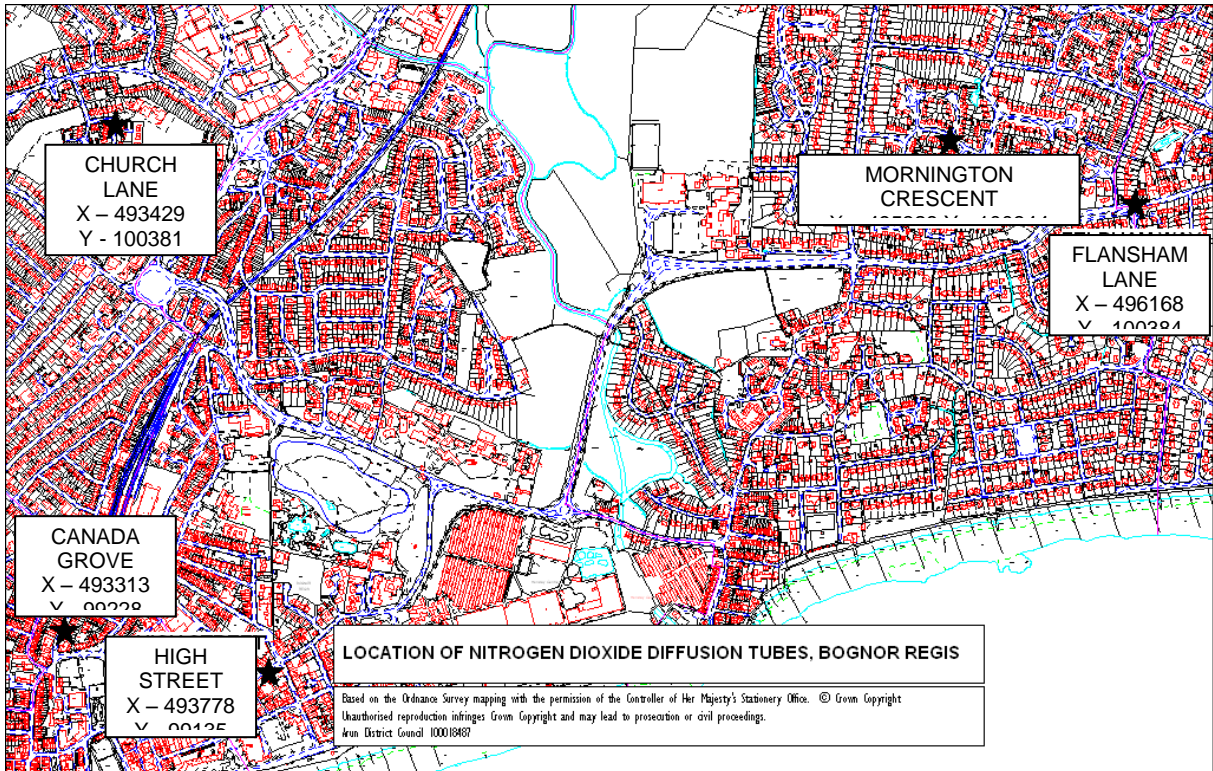 CHURCH
LANE
X – 493429
Y - 100381
MORNINGTON
CRESCENT
FLANSHAM
LANE
X – 496168
Y 100384
CANADA
GROVE
X – 493313
Y 99228
HIGH
STREET
X – 493778
Y 99135
LOCATION OF NITROGEN DIOXIDE DIFFUSION TUBES, BOGNOR REGIS
Based on the Ordnance Survey mapping with the permission of the Controller of Her Majesty's Stationery Office. © Crown Copyright
Unauthorised reproduction infringes Crown Copyright and may lead to prosecution or civil proceedings.
Arun District Council 100018487